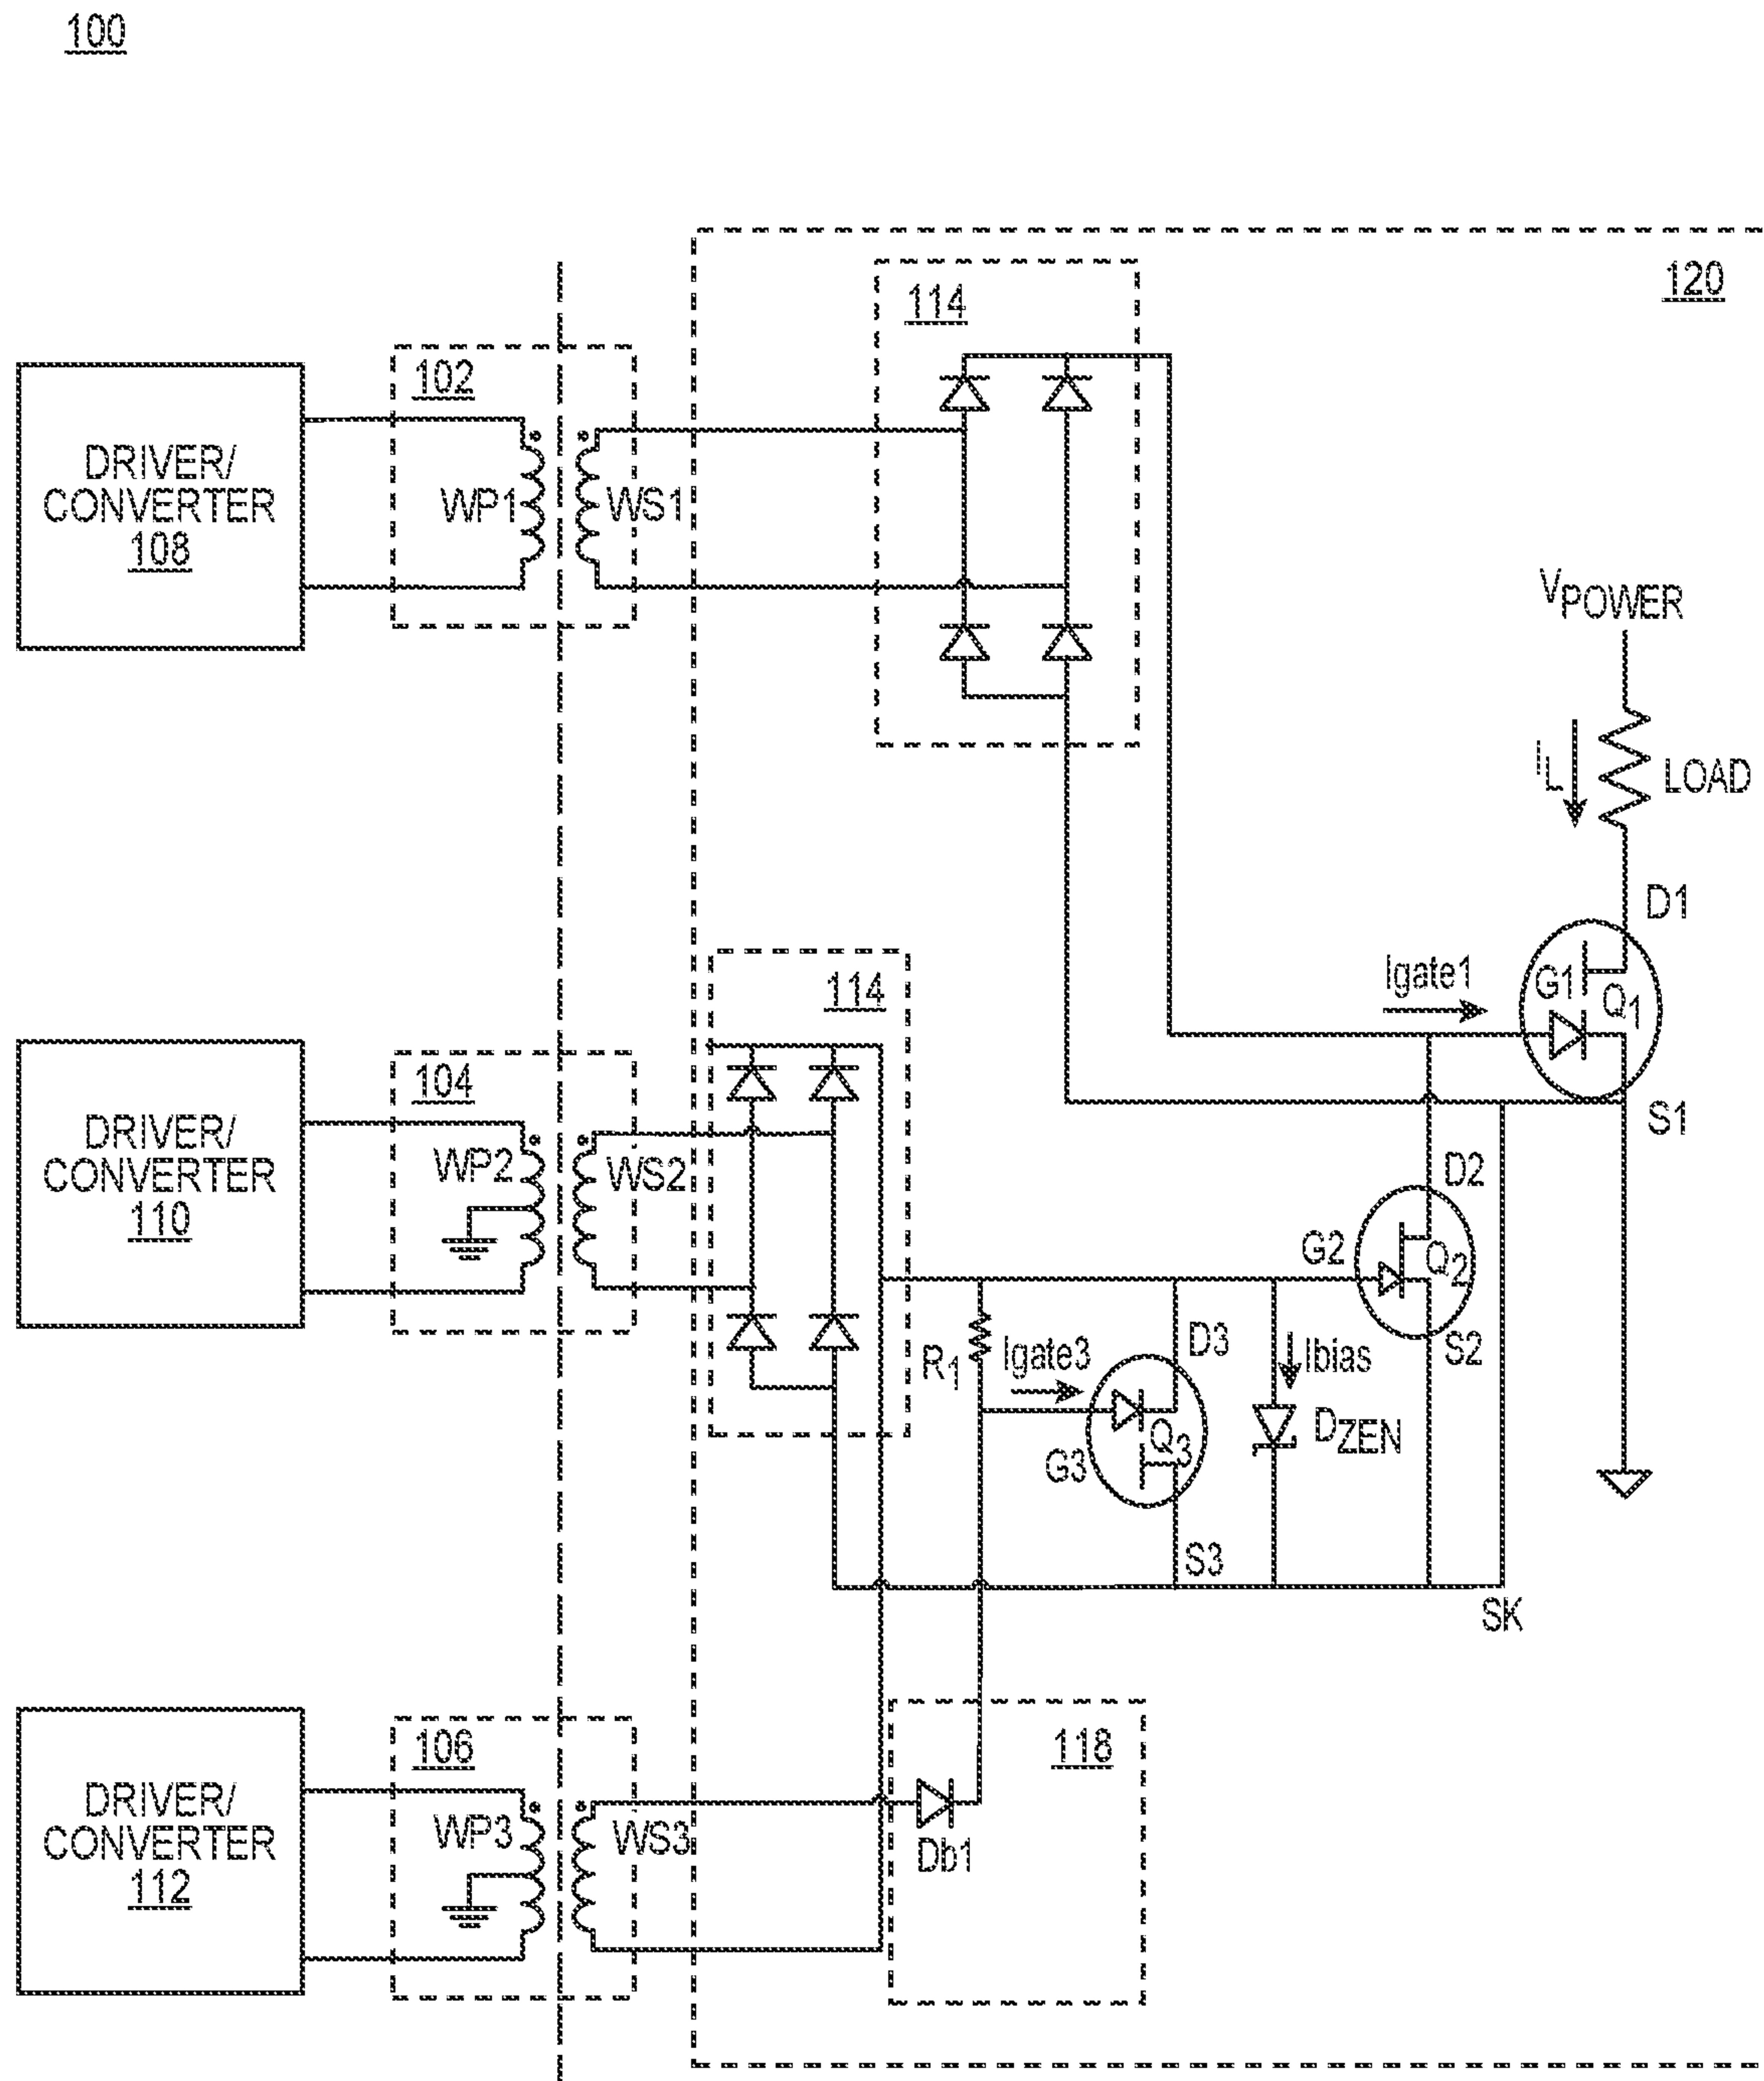 100
120
114
102
DRIVER/
CONVERTER
108
WP1
WS1
VPOWER
IL
LOAD
D1
114
Igate1
G1
Q1
104
S1
DRIVER/
CONVERTER
110
WP2
WS2
D2
G2
Q2
R1
Igate3
D3
Ibias
S2
G3
Q3
DZEN
S3
SK
106
118
DRIVER/
CONVERTER
112
WP3
WS3
Db1